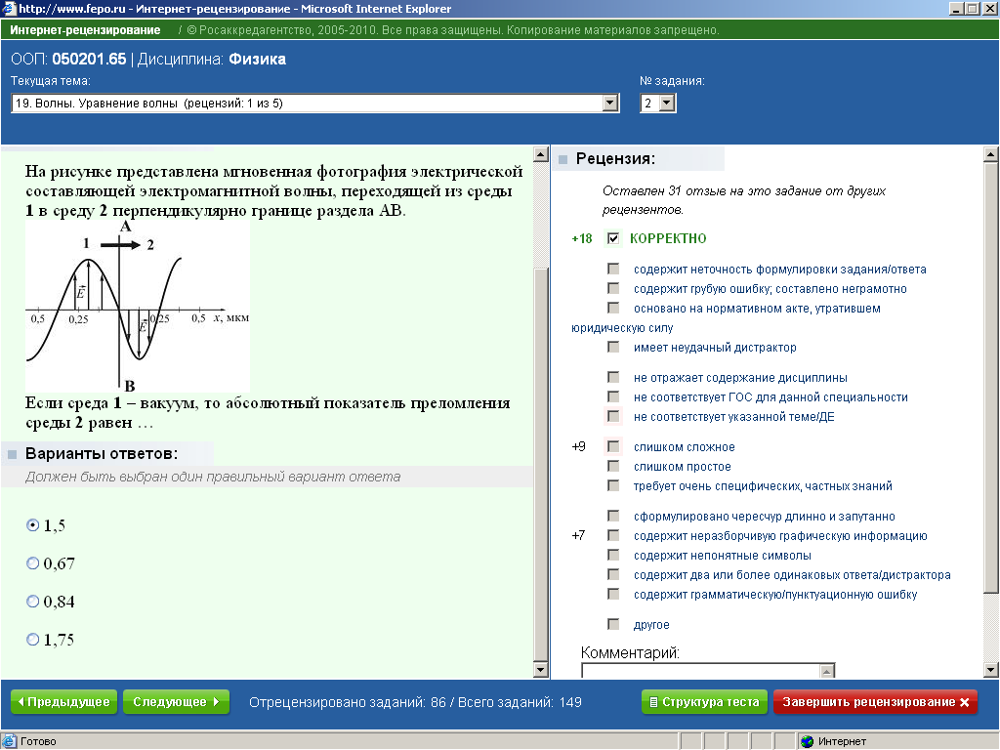 http://www.fepo.ru - Интернет-рецензирование - Microsoft Internet Explorer
Интернет-рецензирование / © Росаккредагентство, 2005-2010. Все права защищены. Копирование материалов запрещено.
ООП: 050201.65 | Дисциплина: Физика
Текущая тема:
№ задания:
19. Волны. Уравнение волны (рецензий: 1 из 5)
2
На рисунке представлена мгновенная фотография электрической
составляющей электромагнитной волны, переходящей из среды
1 в среду 2 перпендикулярно границе раздела АВ.
A
1 2
E
E
0,5 0,25 0,25 0,5 x, мкм
B
Если среда 1 – вакуум, то абсолютный показатель преломления
среды 2 равен …
Варианты ответов:
Должен быть выбран один правильный вариант ответа
1,5
0,67
0,84
1,75
Рецензия:
Оставлен 31 отзыв на это задание от других
рецензентов.
+18 КОРРЕКТНО
содержит неточность формулировки задания/ответа
содержит грубую ошибку; составлено неграмотно
основано на нормативном акте, утратившем
юридическую силу
имеет неудачный дистрактор
не отражает содержание дисциплины
не соответствует ГОС для данной специальности
не соответствует указанной теме/ДЕ
+9 слишком сложное
слишком простое
требует очень специфических, частных знаний
сформулировано чересчур длинно и запутанно
+7 содержит неразборчивую графическую информацию
содержит непонятные символы
содержит два или более одинаковых ответа/дистрактора
содержит грамматическую/пунктуационную ошибку
другое
Комментарий:
Предыдущее
Следующее
Отрецензировано заданий: 86 / Всего заданий: 149
Структура теста
Завершить рецензирование
Готово
Интернет